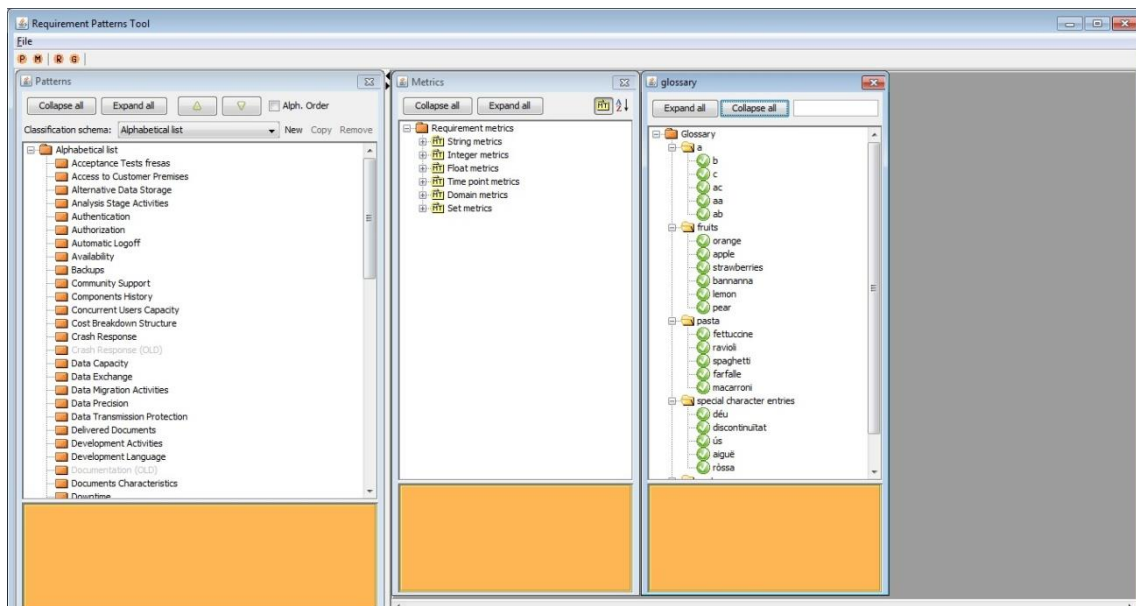 Requirement Patterns Tool
File
P M R G
Patterns
Collapse all Expand all Alph. Order
Classification schema: Alphabetical list New Copy Remove
Alphabetical list
Acceptance Tests fresas
Access to Customer Premises
Alternative Data Storage
Analysis Stage Activities
Authentication
Authorization
Automatic Logoff
Availability
Backups
Community Support
Components History
Concurrent Users Capacity
Cost Breakdown Structure
Crash Response
Crash Response (OLD)
Data Capacity
Data Exchange
Data Migration Activities
Data Precision
Data Transmission Protection
Delivered Documents
Development Activities
Development Language
Documentation (OLD)
Documents Characteristics
Downtime
Metrics
Collapse all Expand all
Requirement metrics
String metrics
Integer metrics
Float metrics
Time point metrics
Domain metrics
Set metrics
glossary
Expand all Collapse all
Glossary
a
b
c
ac
aa
ab
fruits
orange
apple
strawberries
bannanna
lemon
pear
pasta
fettuccine
ravioli
spaghetti
farfalle
macarroni
special character entries
déu
discontinuïtat
ús
aigué
ròssa